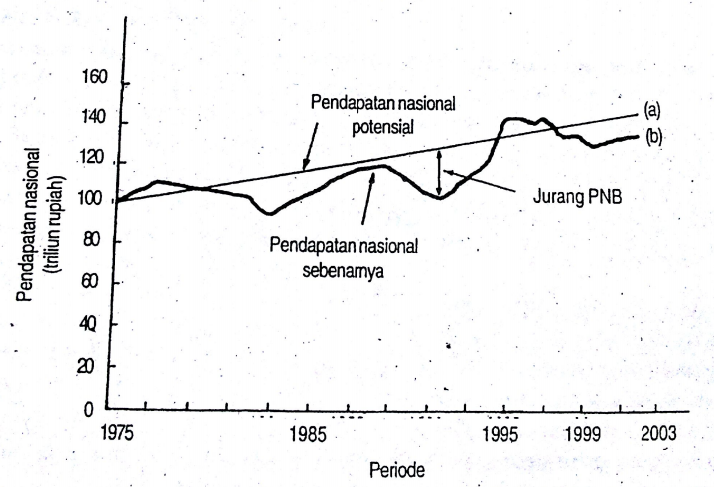 160
140
120
100
80
60
40
20
0
Pendapatan nasional
(triliun rupiah)
Pendapatan nasional
potensial
(a)
(b)
Jurang PNB
Pendapatan nasional
sebenarnya
1975
1985
1995
1999
2003
Periode